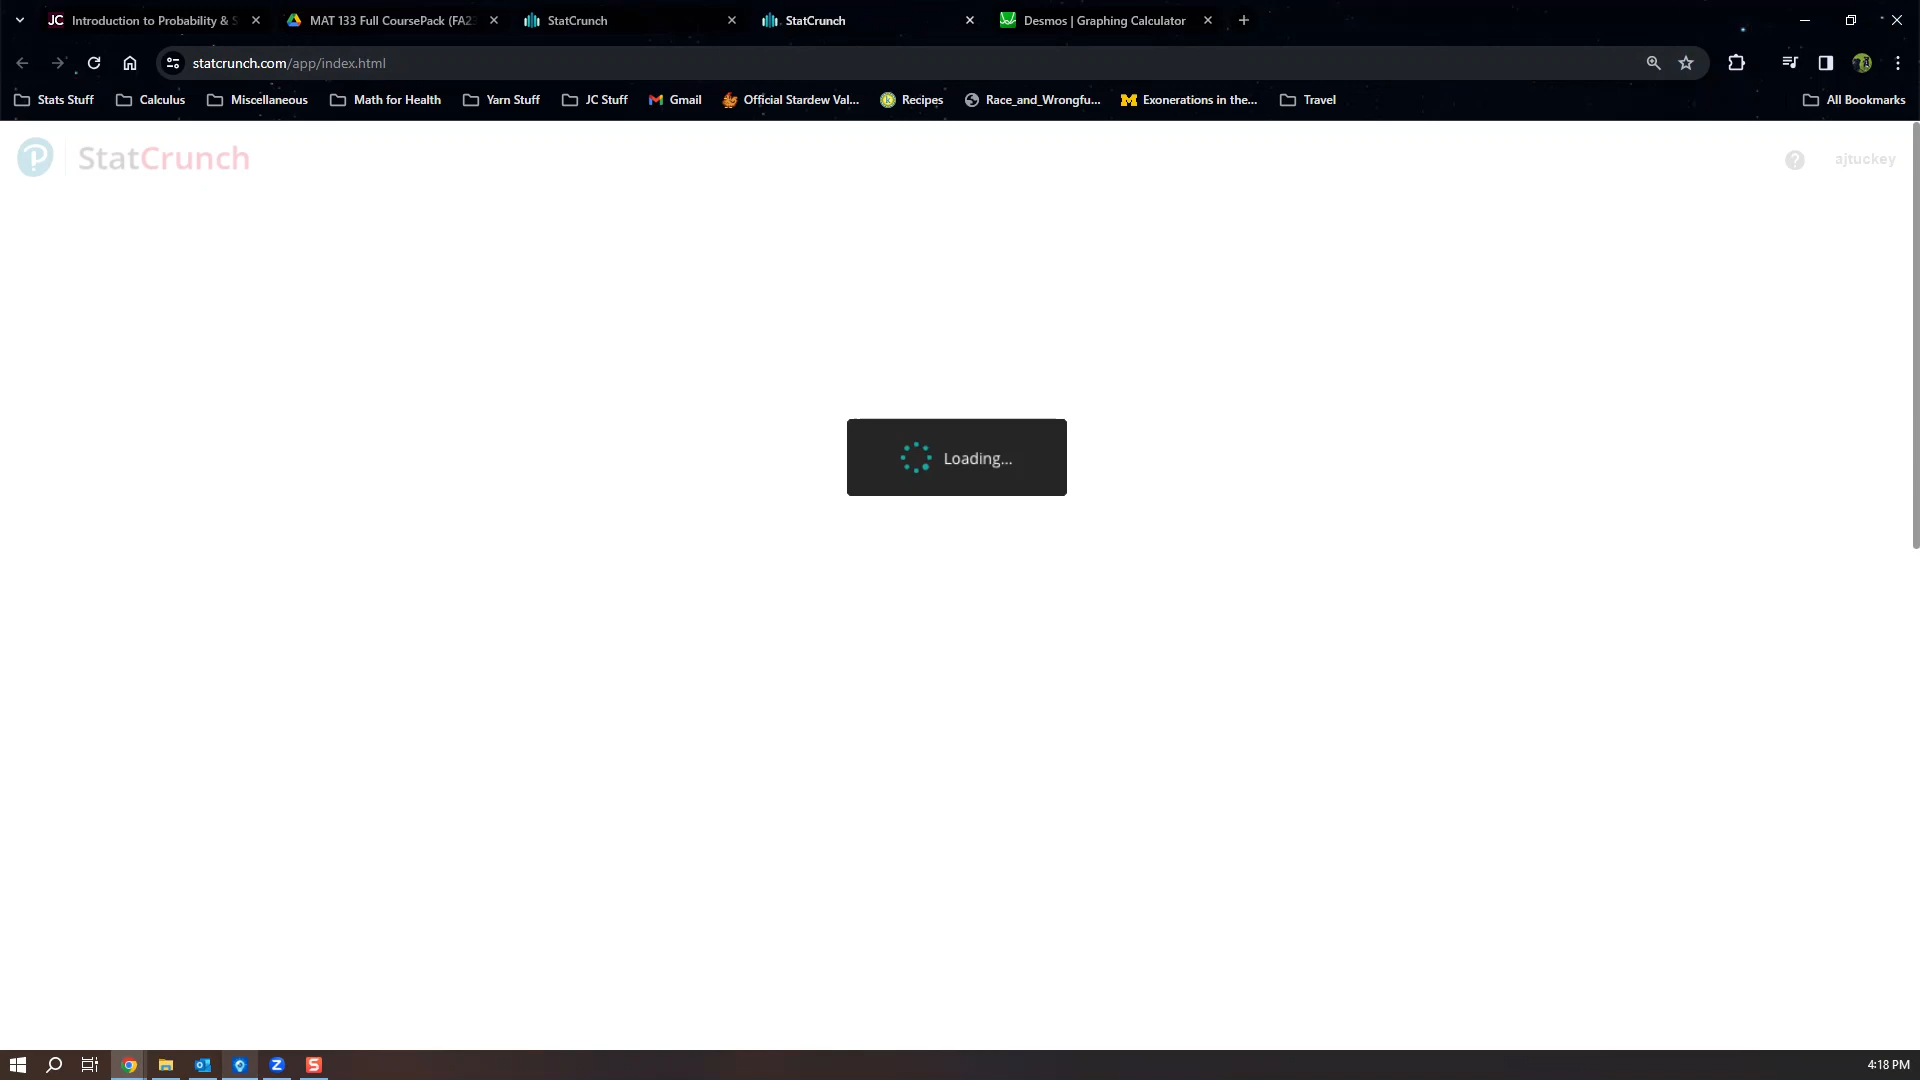 JC Introduction to Probability & S
MAT 133 Full CoursePack (FA23
StatCrunch
StatCrunch
Desmos | Graphing Calculator
statcrunch.com/app/index.html
Stats Stuff
Calculus
Miscellaneous
Math for Health
Yarn Stuff
JC Stuff
Gmail
Official Stardew Val...
Recipes
Race_and_Wrongfu...
Exonerations in the...
Travel
All Bookmarks
P StatCrunch
? ajtuckey
Loading...
Z
S
4:18 PM